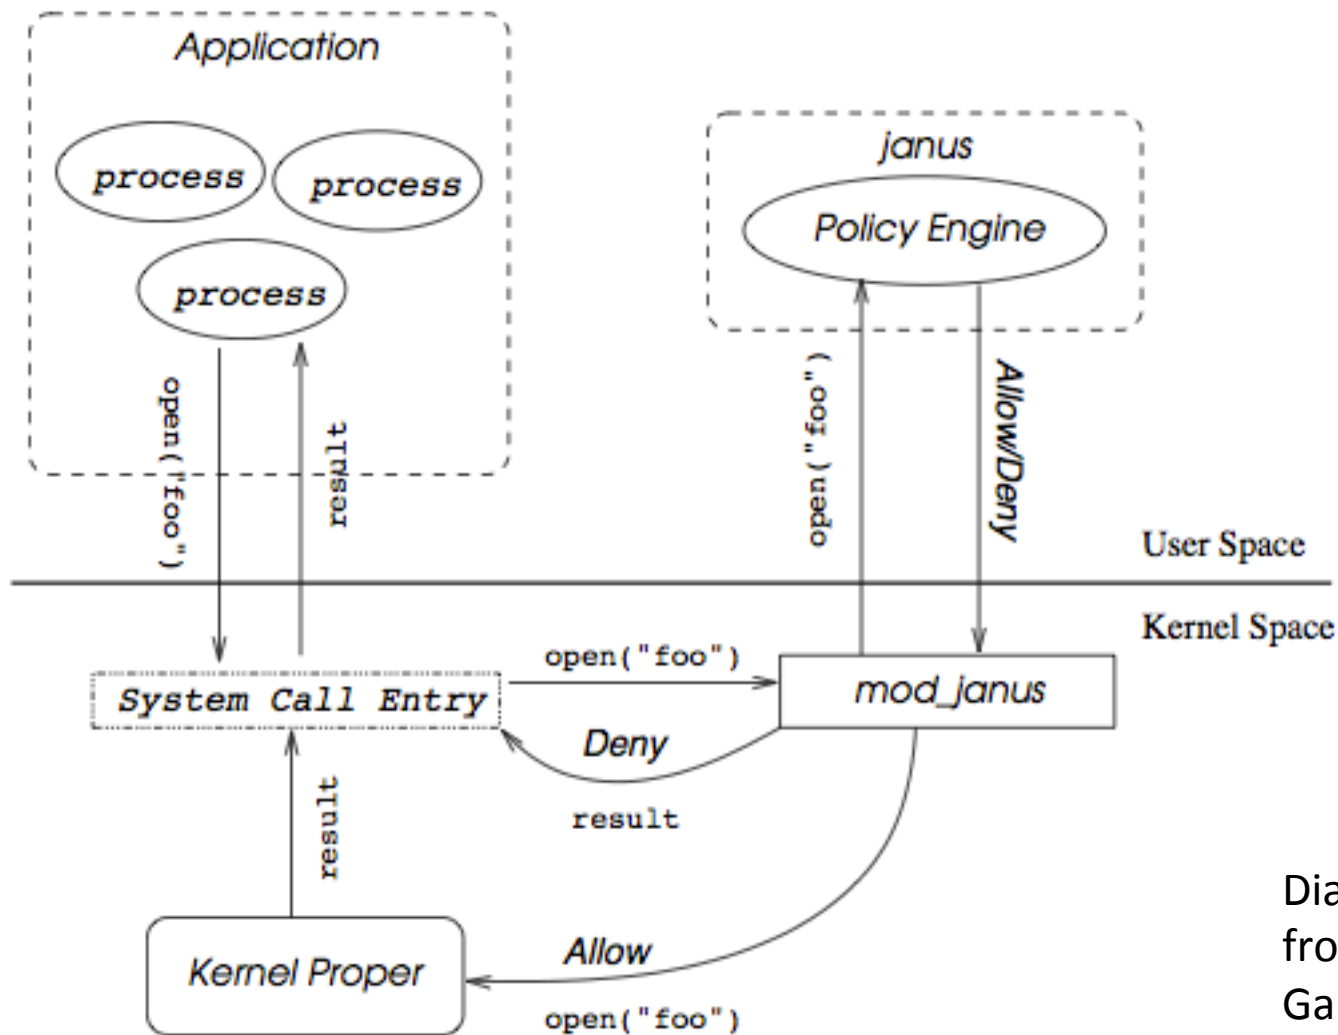 Application
process
process
process
open("foo")
result
janus
Policy Engine
open("foo")
Allow/Deny
User Space
Kernel Space
System Call Entry
open("foo")
mod_janus
Deny
result
result
Kernel Proper
Allow
open("foo")
Dia
fro
Ga